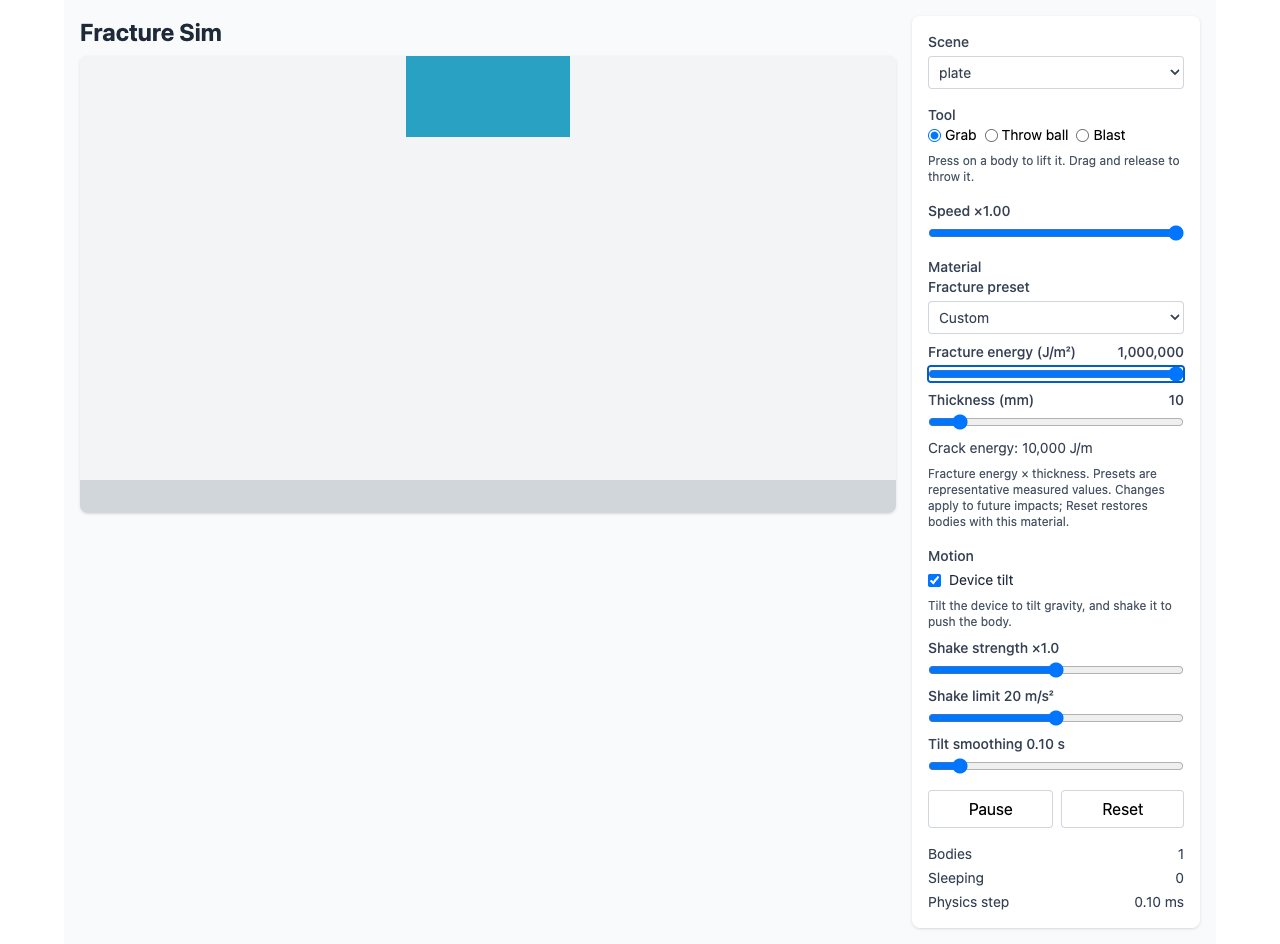 Fracture Sim
Scene
plate
Tool
Grab Throw ball Blast
Press on a body to lift it. Drag and release to
throw it.
Speed ×1.00
Material
Fracture preset
Custom
Fracture energy (J/m²) 1,000,000
Thickness (mm) 10
Crack energy: 10,000 J/m
Fracture energy × thickness. Presets are
representative measured values. Changes
apply to future impacts; Reset restores
bodies with this material.
Motion
Device tilt
Tilt the device to tilt gravity, and shake it to
push the body.
Shake strength ×1.0
Shake limit 20 m/s²
Tilt smoothing 0.10 s
Pause Reset
Bodies 1
Sleeping 0
Physics step 0.10 ms